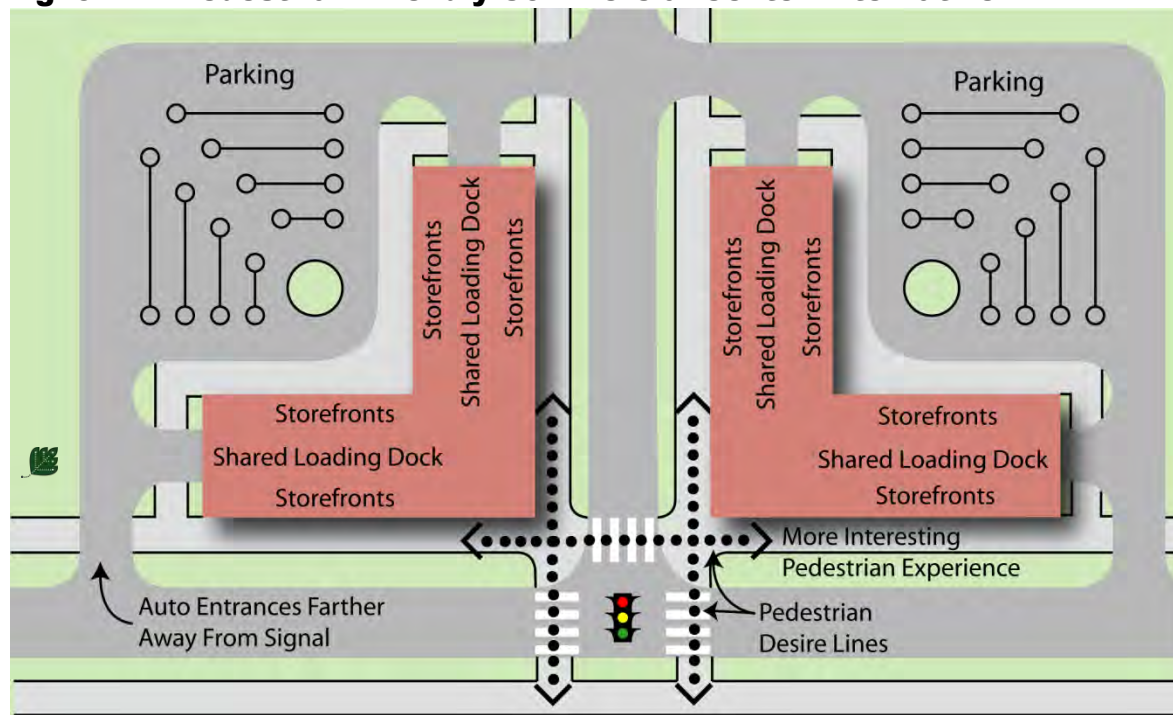 Parking
Parking
Storefronts
Shared Loading Dock
Storefronts
Storefronts
Shared Loading Dock
Storefronts
Storefronts
Shared Loading Dock
Storefronts
Storefronts
Shared Loading Dock
Storefronts
More Interesting
Pedestrian Experience
Auto Entrances Farther
Away From Signal
Pedestrian
Desire Lines